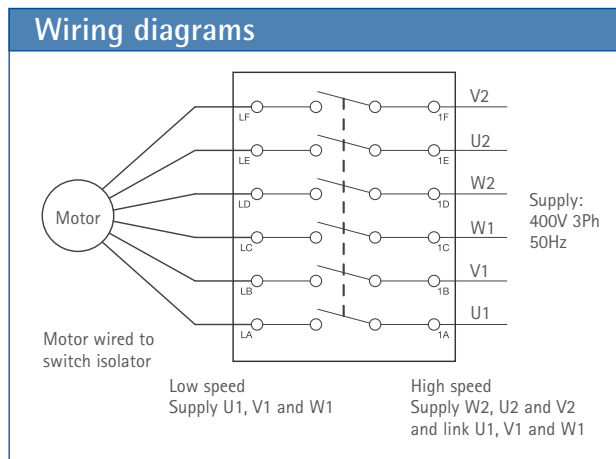 Wiring diagrams
V2
LF
1F
U2
LE
1E
W2
LD
1D
Motor
W1
LC
1C
Supply:
400V 3Ph
50Hz
V1
LB
1B
U1
LA
1A
Motor wired to
switch isolator
Low speed
Supply U1, V1 and W1
High speed
Supply W2, U2 and V2
and link U1, V1 and W1